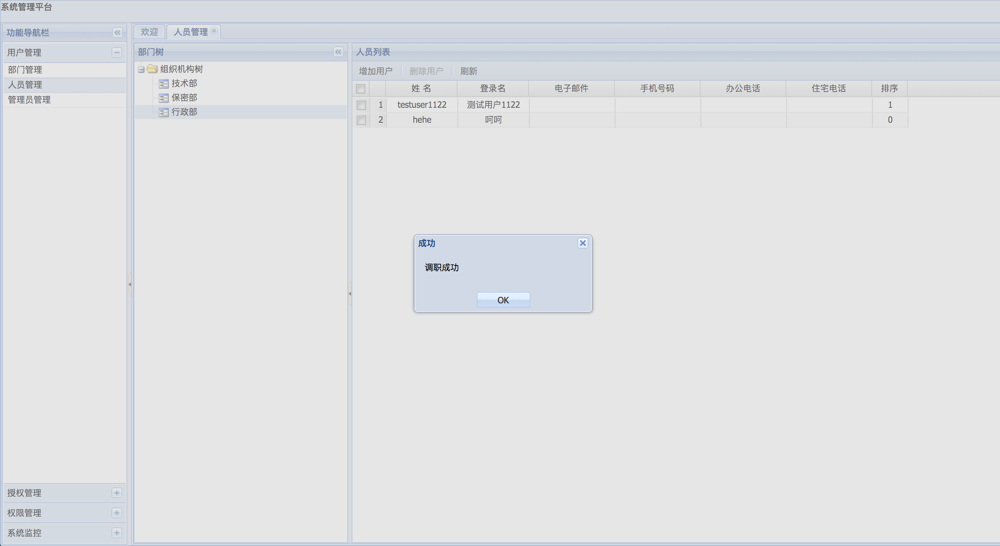 系统管理平台
功能导航栏
用户管理
部门管理
人员管理
管理员管理
授权管理
权限管理
系统监控
欢迎 人员管理
部门树
组织机构树
技术部
保密部
行政部
人员列表
增加用户 删除用户 刷新
姓 名 登录名 电子邮件 手机号码 办公电话 住宅电话 排序
1 testuser1122 测试用户1122 1
2 hehe 呵呵 0
成功
调职成功
OK